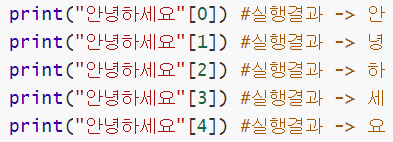 print("안녕하세요"[0]) #실행결과 -> 안
print("안녕하세요"[1]) #실행결과 -> 녕
print("안녕하세요"[2]) #실행결과 -> 하
print("안녕하세요"[3]) #실행결과 -> 세
print("안녕하세요"[4]) #실행결과 -> 요